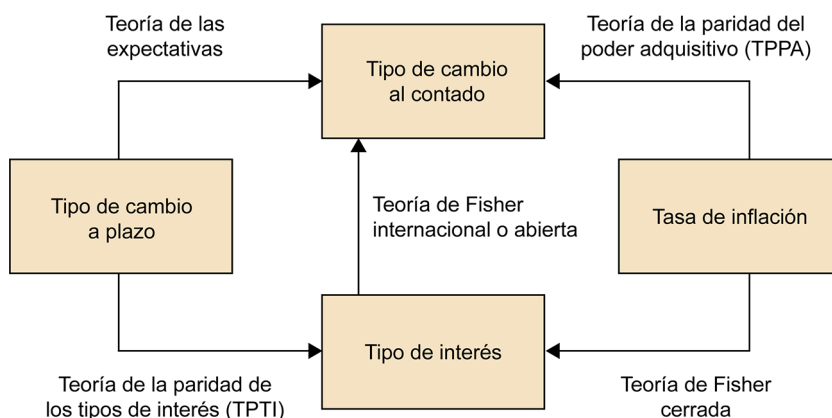 Teoría de las
expectativas
Tipo de cambio
al contado
Teoría de la paridad del
poder adquisitivo (TPPA)
Tipo de cambio
a plazo
Teoría de Fisher
internacional o abierta
Tasa de inflación
Tipo de interés
Teoría de la paridad de
los tipos de interés (TPTI)
Teoría de Fisher
cerrada